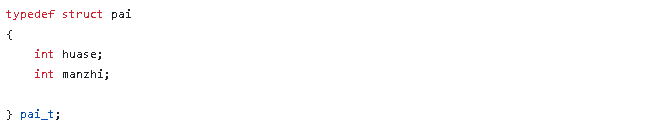 typedef struct pai
{
    int huase;
    int manzhi;
} pai_t;